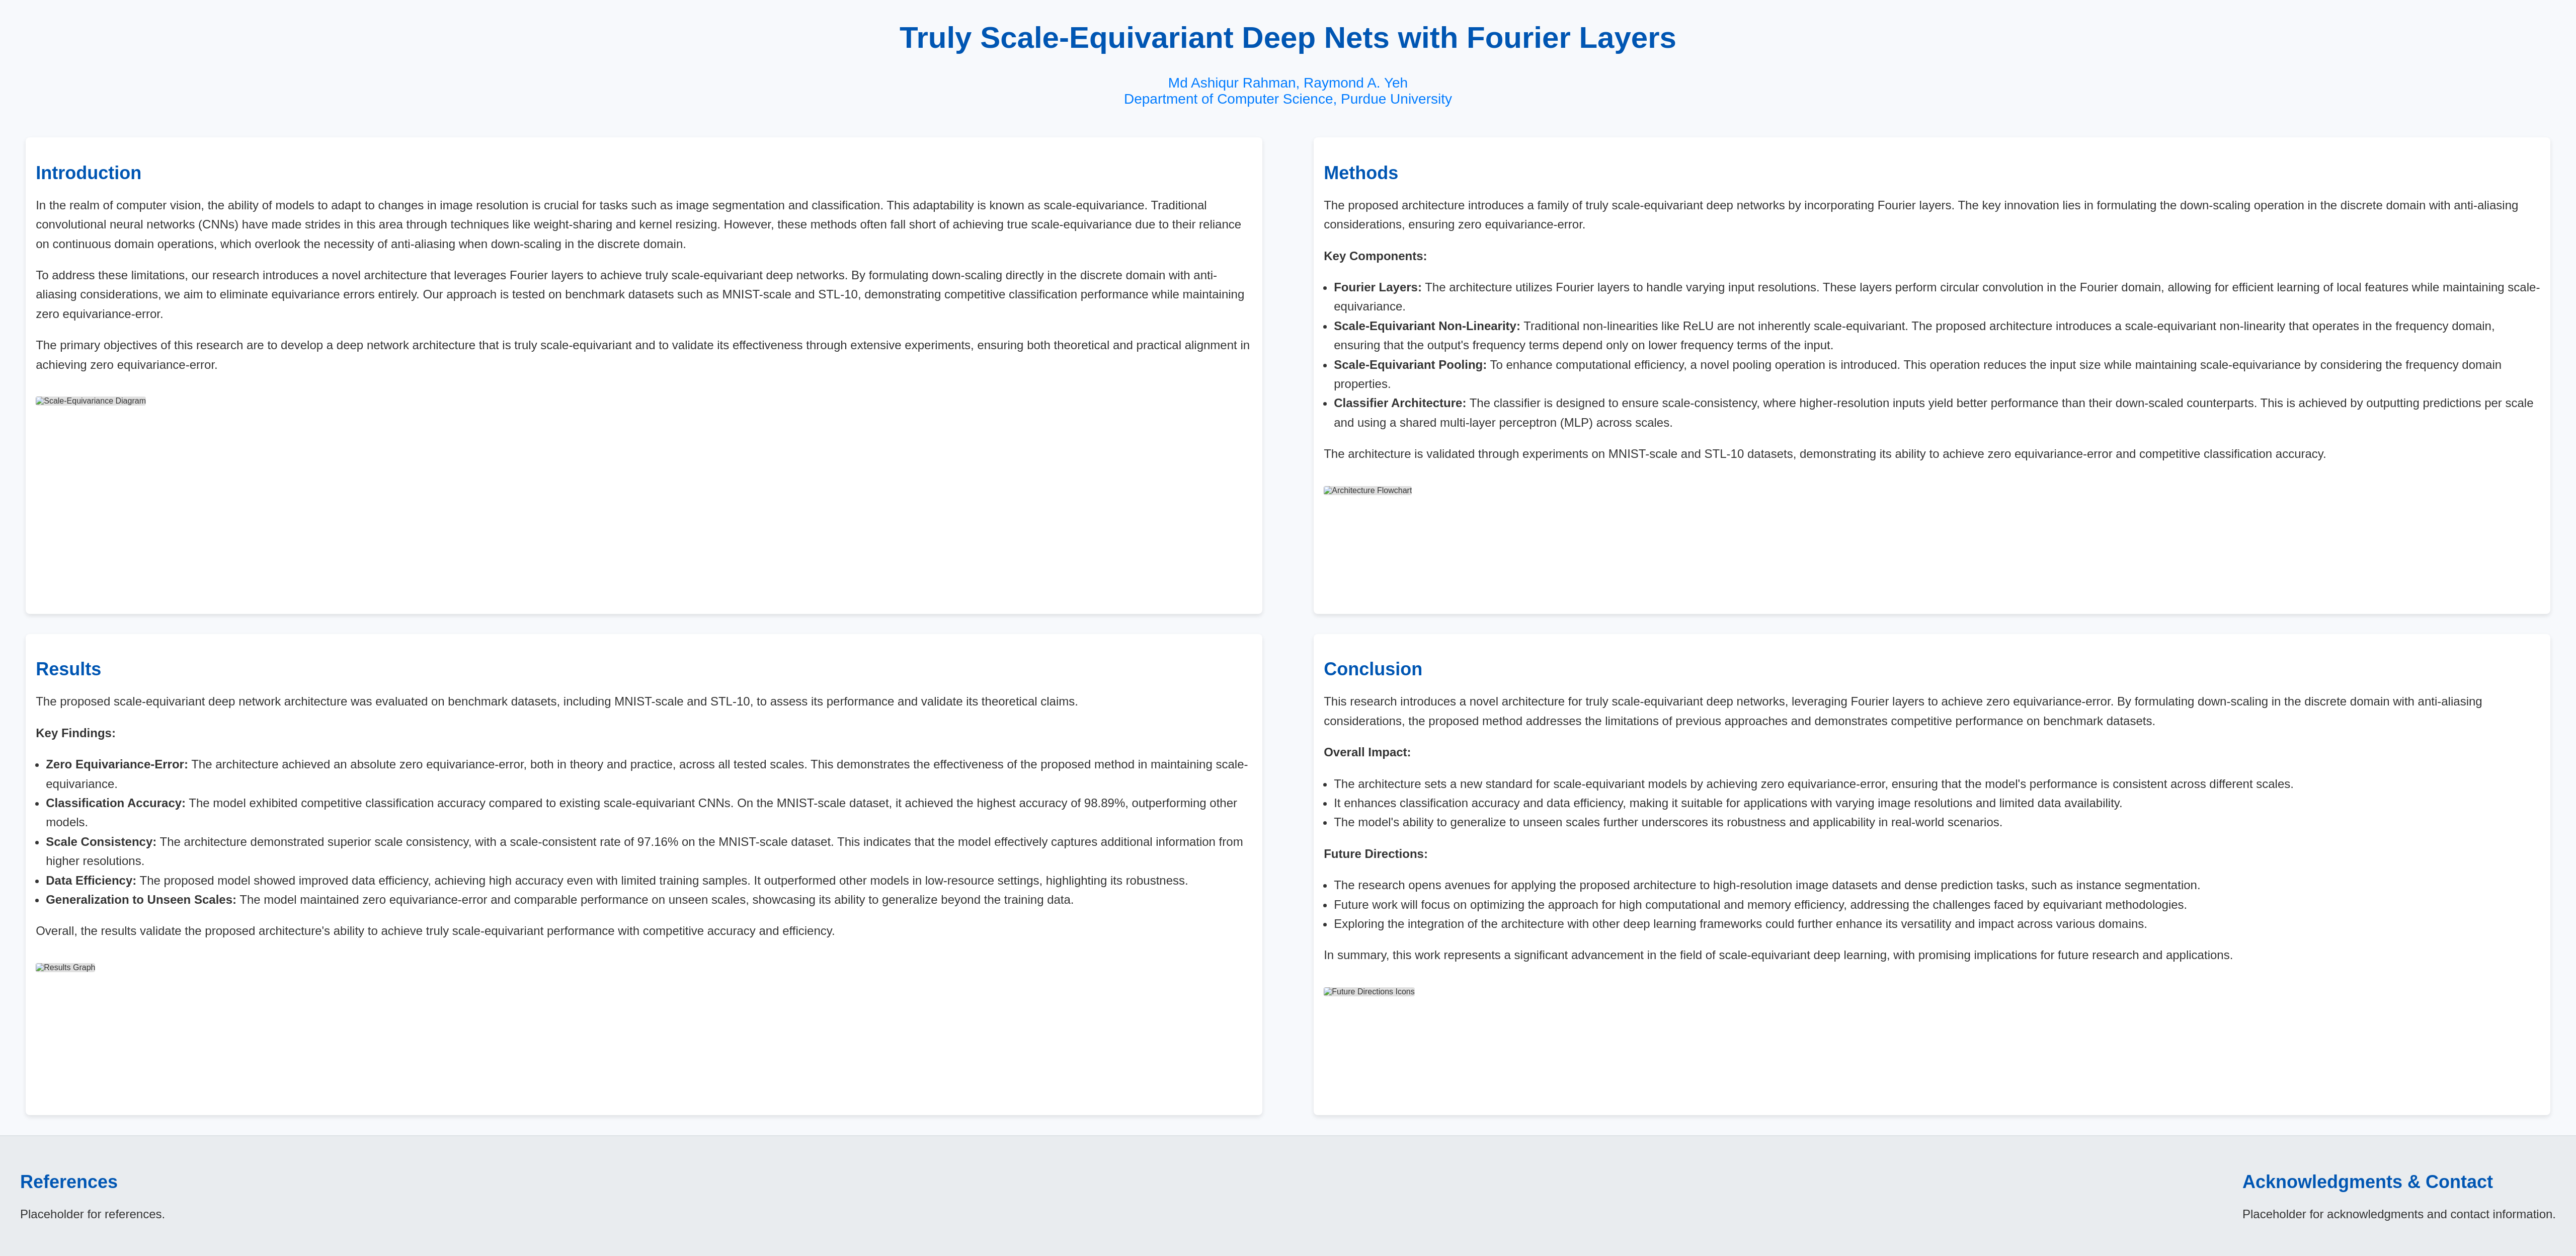 Truly Scale-Equivariant Deep Nets with Fourier Layers
Md Ashiqur Rahman, Raymond A. Yeh
Department of Computer Science, Purdue University
Introduction
In the realm of computer vision, the ability of models to adapt to changes in image resolution is crucial for tasks such as image segmentation and classification. This adaptability is known as scale-equivariance. Traditional
convolutional neural networks (CNNs) have made strides in this area through techniques like weight-sharing and kernel resizing. However, these methods often fall short of achieving true scale-equivariance due to their reliance
on continuous domain operations, which overlook the necessity of anti-aliasing when down-scaling in the discrete domain.
To address these limitations, our research introduces a novel architecture that leverages Fourier layers to achieve truly scale-equivariant deep networks. By formulating down-scaling directly in the discrete domain with anti-
aliasing considerations, we aim to eliminate equivariance errors entirely. Our approach is tested on benchmark datasets such as MNIST-scale and STL-10, demonstrating competitive classification performance while maintaining
zero equivariance-error.
The primary objectives of this research are to develop a deep network architecture that is truly scale-equivariant and to validate its effectiveness through extensive experiments, ensuring both theoretical and practical alignment in
achieving zero equivariance-error.
Scale-Equivariance Diagram
Methods
The proposed architecture introduces a family of truly scale-equivariant deep networks by incorporating Fourier layers. The key innovation lies in formulating the down-scaling operation in the discrete domain with anti-aliasing
considerations, ensuring zero equivariance-error.
Key Components:
• Fourier Layers: The architecture utilizes Fourier layers to handle varying input resolutions. These layers perform circular convolution in the Fourier domain, allowing for efficient learning of local features while maintaining scale-
equivariance.
• Scale-Equivariant Non-Linearity: Traditional non-linearities like ReLU are not inherently scale-equivariant. The proposed architecture introduces a scale-equivariant non-linearity that operates in the frequency domain,
ensuring that the output's frequency terms depend only on lower frequency terms of the input.
• Scale-Equivariant Pooling: To enhance computational efficiency, a novel pooling operation is introduced. This operation reduces the input size while maintaining scale-equivariance by considering the frequency domain
properties.
• Classifier Architecture: The classifier is designed to ensure scale-consistency, where higher-resolution inputs yield better performance than their down-scaled counterparts. This is achieved by outputting predictions per scale
and using a shared multi-layer perceptron (MLP) across scales.
The architecture is validated through experiments on MNIST-scale and STL-10 datasets, demonstrating its ability to achieve zero equivariance-error and competitive classification accuracy.
Architecture Flowchart
Results
The proposed scale-equivariant deep network architecture was evaluated on benchmark datasets, including MNIST-scale and STL-10, to assess its performance and validate its theoretical claims.
Key Findings:
• Zero Equivariance-Error: The architecture achieved an absolute zero equivariance-error, both in theory and practice, across all tested scales. This demonstrates the effectiveness of the proposed method in maintaining scale-
equivariance.
• Classification Accuracy: The model exhibited competitive classification accuracy compared to existing scale-equivariant CNNs. On the MNIST-scale dataset, it achieved the highest accuracy of 98.89%, outperforming other
models.
• Scale Consistency: The architecture demonstrated superior scale consistency, with a scale-consistent rate of 97.16% on the MNIST-scale dataset. This indicates that the model effectively captures additional information from
higher resolutions.
• Data Efficiency: The proposed model showed improved data efficiency, achieving high accuracy even with limited training samples. It outperformed other models in low-resource settings, highlighting its robustness.
• Generalization to Unseen Scales: The model maintained zero equivariance-error and comparable performance on unseen scales, showcasing its ability to generalize beyond the training data.
Overall, the results validate the proposed architecture's ability to achieve truly scale-equivariant performance with competitive accuracy and efficiency.
Results Graph
Conclusion
This research introduces a novel architecture for truly scale-equivariant deep networks, leveraging Fourier layers to achieve zero equivariance-error. By formulating down-scaling in the discrete domain with anti-aliasing
considerations, the proposed method addresses the limitations of previous approaches and demonstrates competitive performance on benchmark datasets.
Overall Impact:
• The architecture sets a new standard for scale-equivariant models by achieving zero equivariance-error, ensuring that the model's performance is consistent across different scales.
• It enhances classification accuracy and data efficiency, making it suitable for applications with varying image resolutions and limited data availability.
• The model's ability to generalize to unseen scales further underscores its robustness and applicability in real-world scenarios.
Future Directions:
• The research opens avenues for applying the proposed architecture to high-resolution image datasets and dense prediction tasks, such as instance segmentation.
• Future work will focus on optimizing the approach for high computational and memory efficiency, addressing the challenges faced by equivariant methodologies.
• Exploring the integration of the architecture with other deep learning frameworks could further enhance its versatility and impact across various domains.
In summary, this work represents a significant advancement in the field of scale-equivariant deep learning, with promising implications for future research and applications.
Future Directions Icons
References
Placeholder for references.
Acknowledgments & Contact
Placeholder for acknowledgments and contact information.